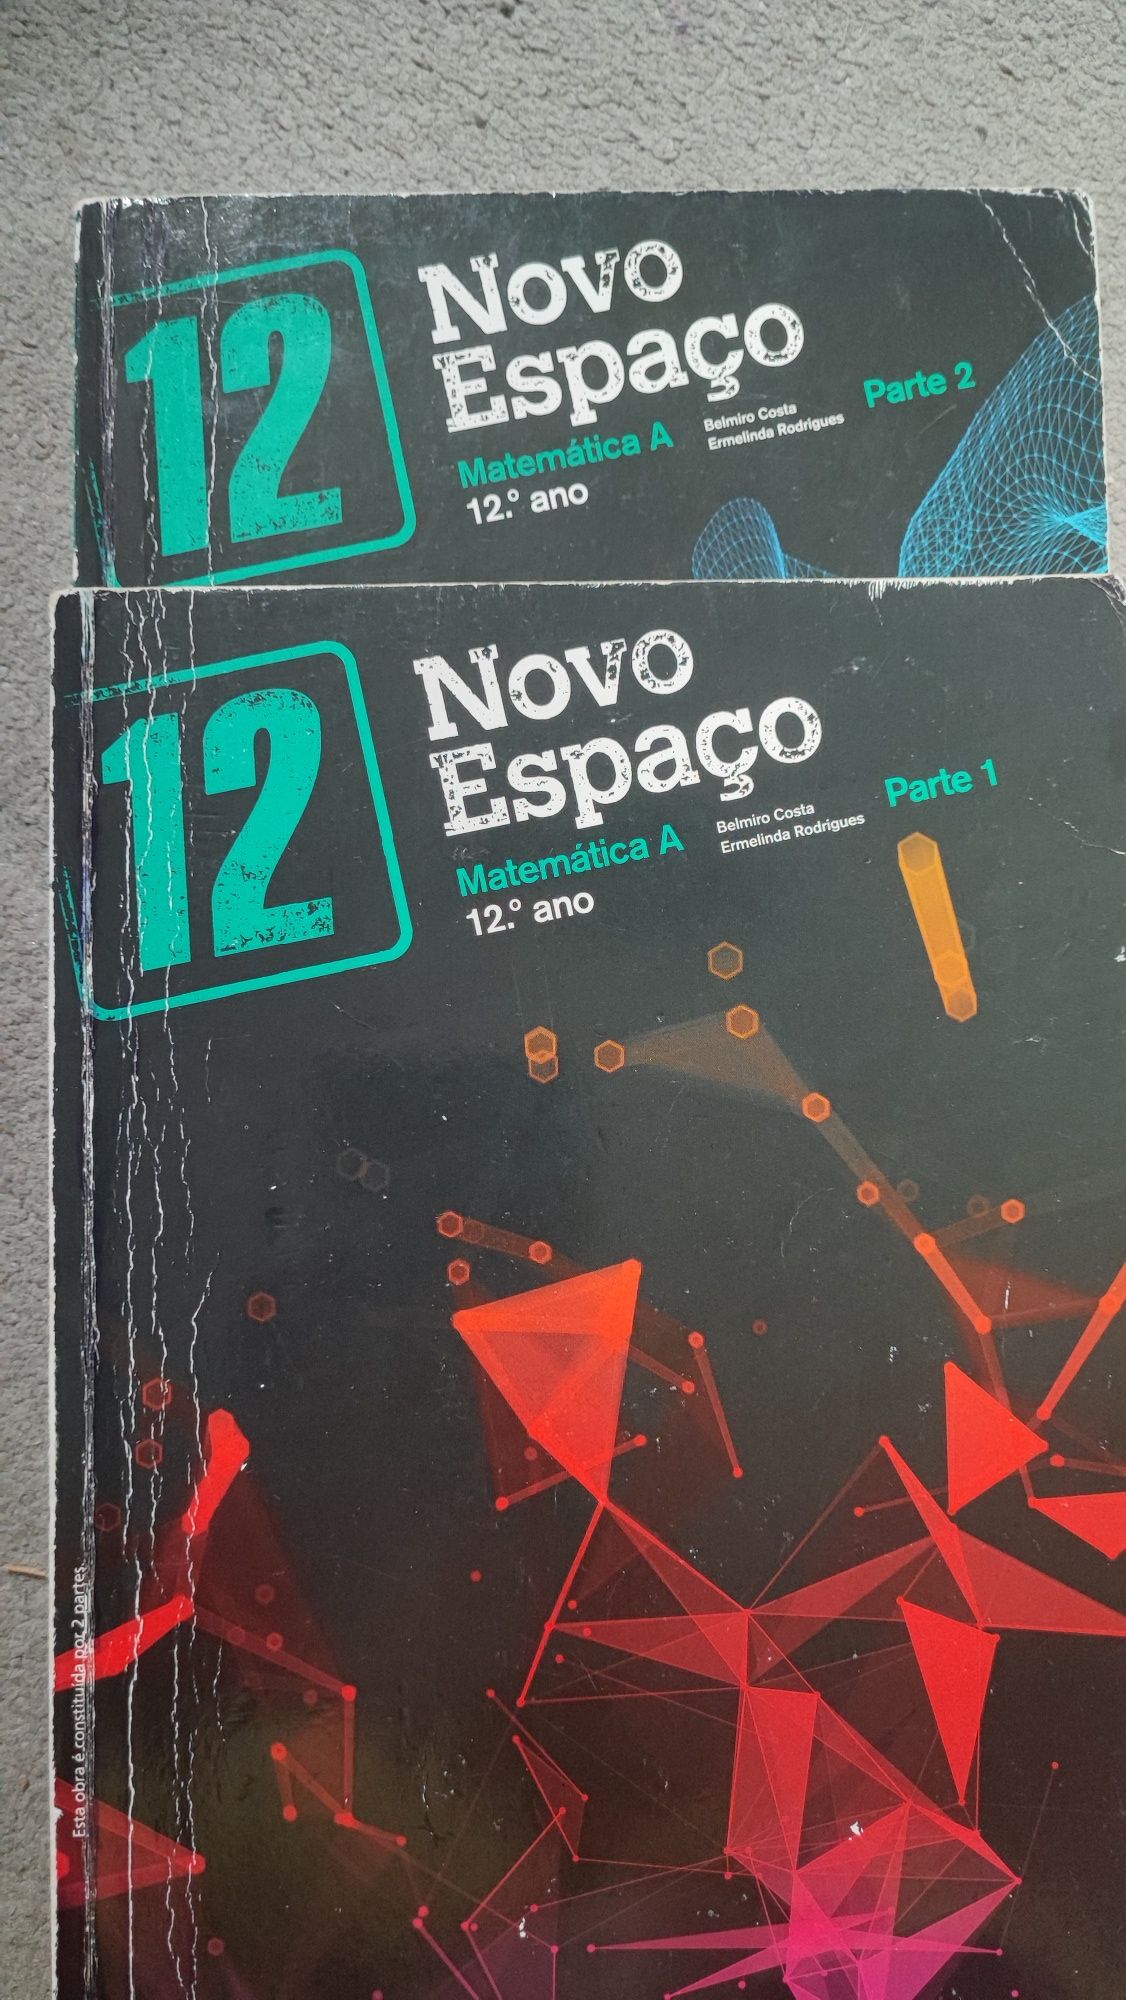 12
Novo
Espaço
Matemática A
12.º ano
Belmiro Costa
Ermelinda Rodrigues
Parte 2
12
Novo
Espaço
Matemática A
12.º ano
Belmiro Costa
Ermelinda Rodrigues
Parte 1
Esta obra é constituída por 2 partes.